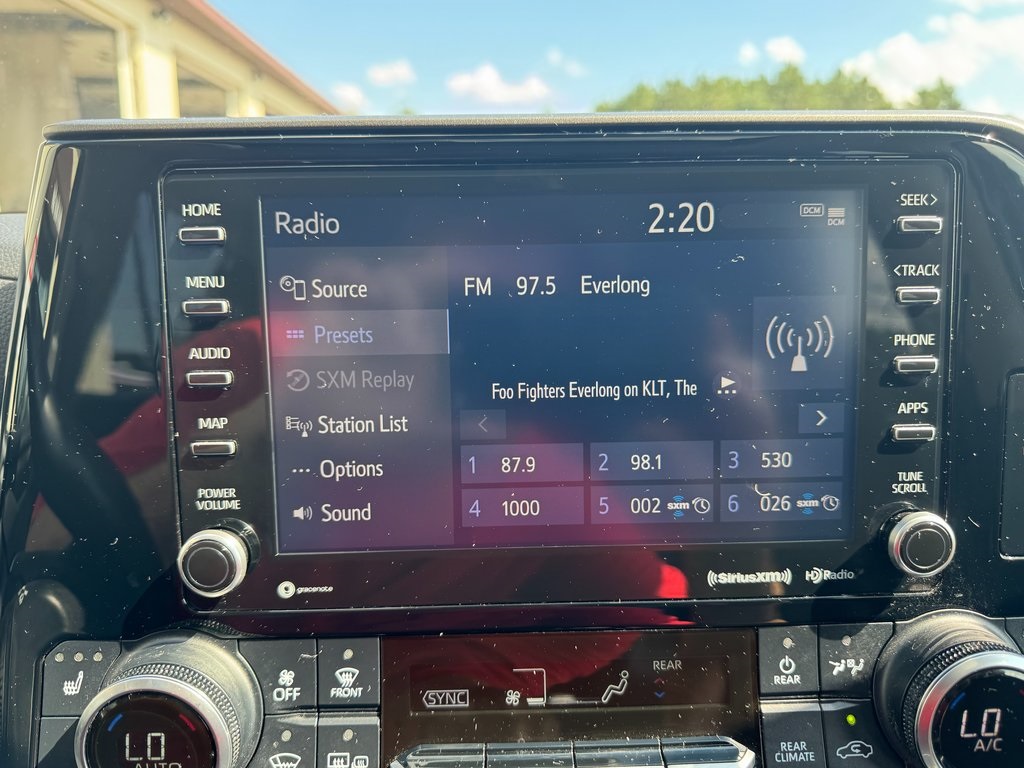 HOME
MENU
AUDIO
MAP
POWER
VOLUME
Radio
2:20
DCM
DCM
Source
Presets
SXM Replay
Station List
Options
Sound
FM 97.5 Everlong
Foo Fighters Everlong on KLT, The
1 87.9
2 98.1
3 530
4 1000
5 002 sxm
6 026 sxm
SEEK >
< TRACK
PHONE
APPS
TUNE
SCROLL
gracenote
SiriusXM
HD Radio
OFF
FRONT
SYNC
REAR
REAR
LO
AUTO
REAR
CLIMATE
LO
A/C